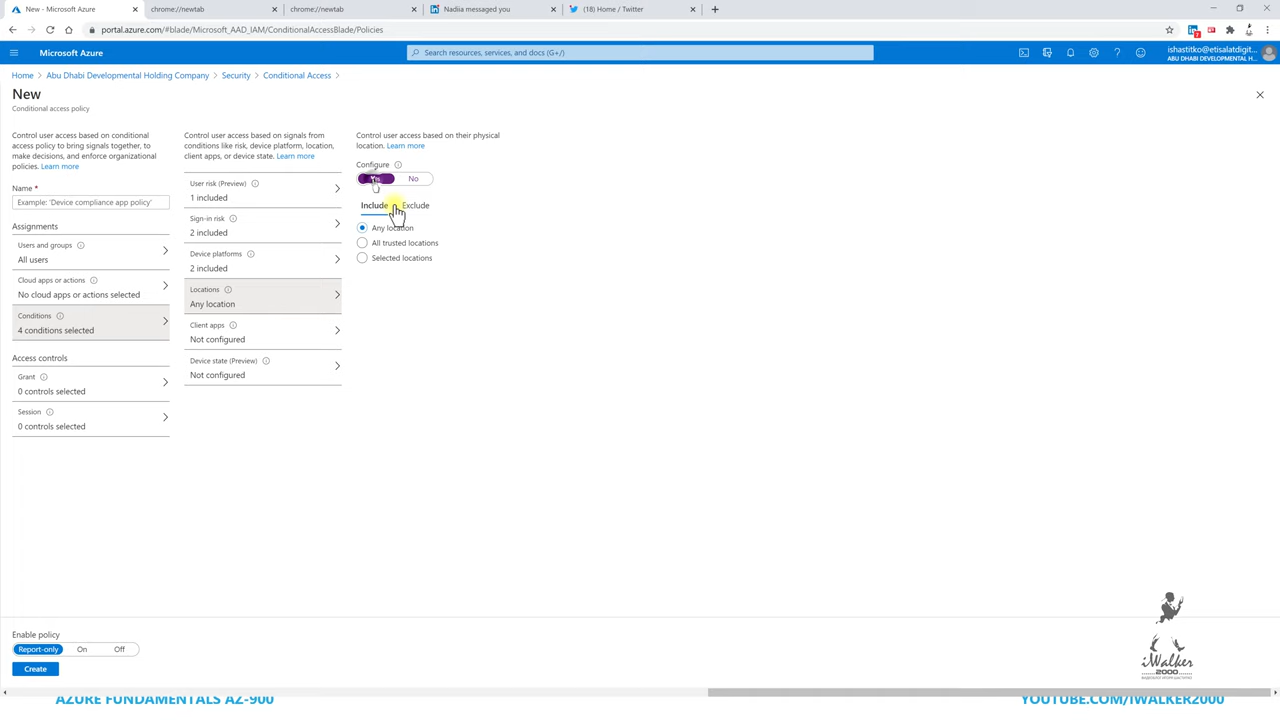 New - Microsoft Azure
chrome://newtab
chrome://newtab
Nadiia messaged you
(18) Home / Twitter
portal.azure.com/#blade/Microsoft_AAD_IAM/ConditionalAccessBlade/Policies
Microsoft Azure
Search resources, services, and docs (G+/)
ishastitko@etisalatdigit...
ABU DHABI DEVELOPMENTAL H...
Home > Abu Dhabi Developmental Holding Company > Security > Conditional Access >
New
Conditional access policy
Control user access based on conditional
access policy to bring signals together, to
make decisions, and enforce organizational
policies. Learn more
Name *
Example: 'Device compliance app policy'
Assignments
Users and groups
All users
Cloud apps or actions
No cloud apps or actions selected
Conditions
4 conditions selected
Access controls
Grant
0 controls selected
Session
0 controls selected
Control user access based on signals from
conditions like risk, device platform, location,
client apps, or device state. Learn more
User risk (Preview)
1 included
Sign-in risk
2 included
Device platforms
2 included
Locations
Any location
Client apps
Not configured
Device state (Preview)
Not configured
Control user access based on their physical
location. Learn more
Configure
Yes No
Include Exclude
Any location
All trusted locations
Selected locations
Enable policy
Report-only On Off
Create
iWalker
2000
AZURE FUNDAMENTALS AZ-900
YOUTUBE.COM/IWALKER2000